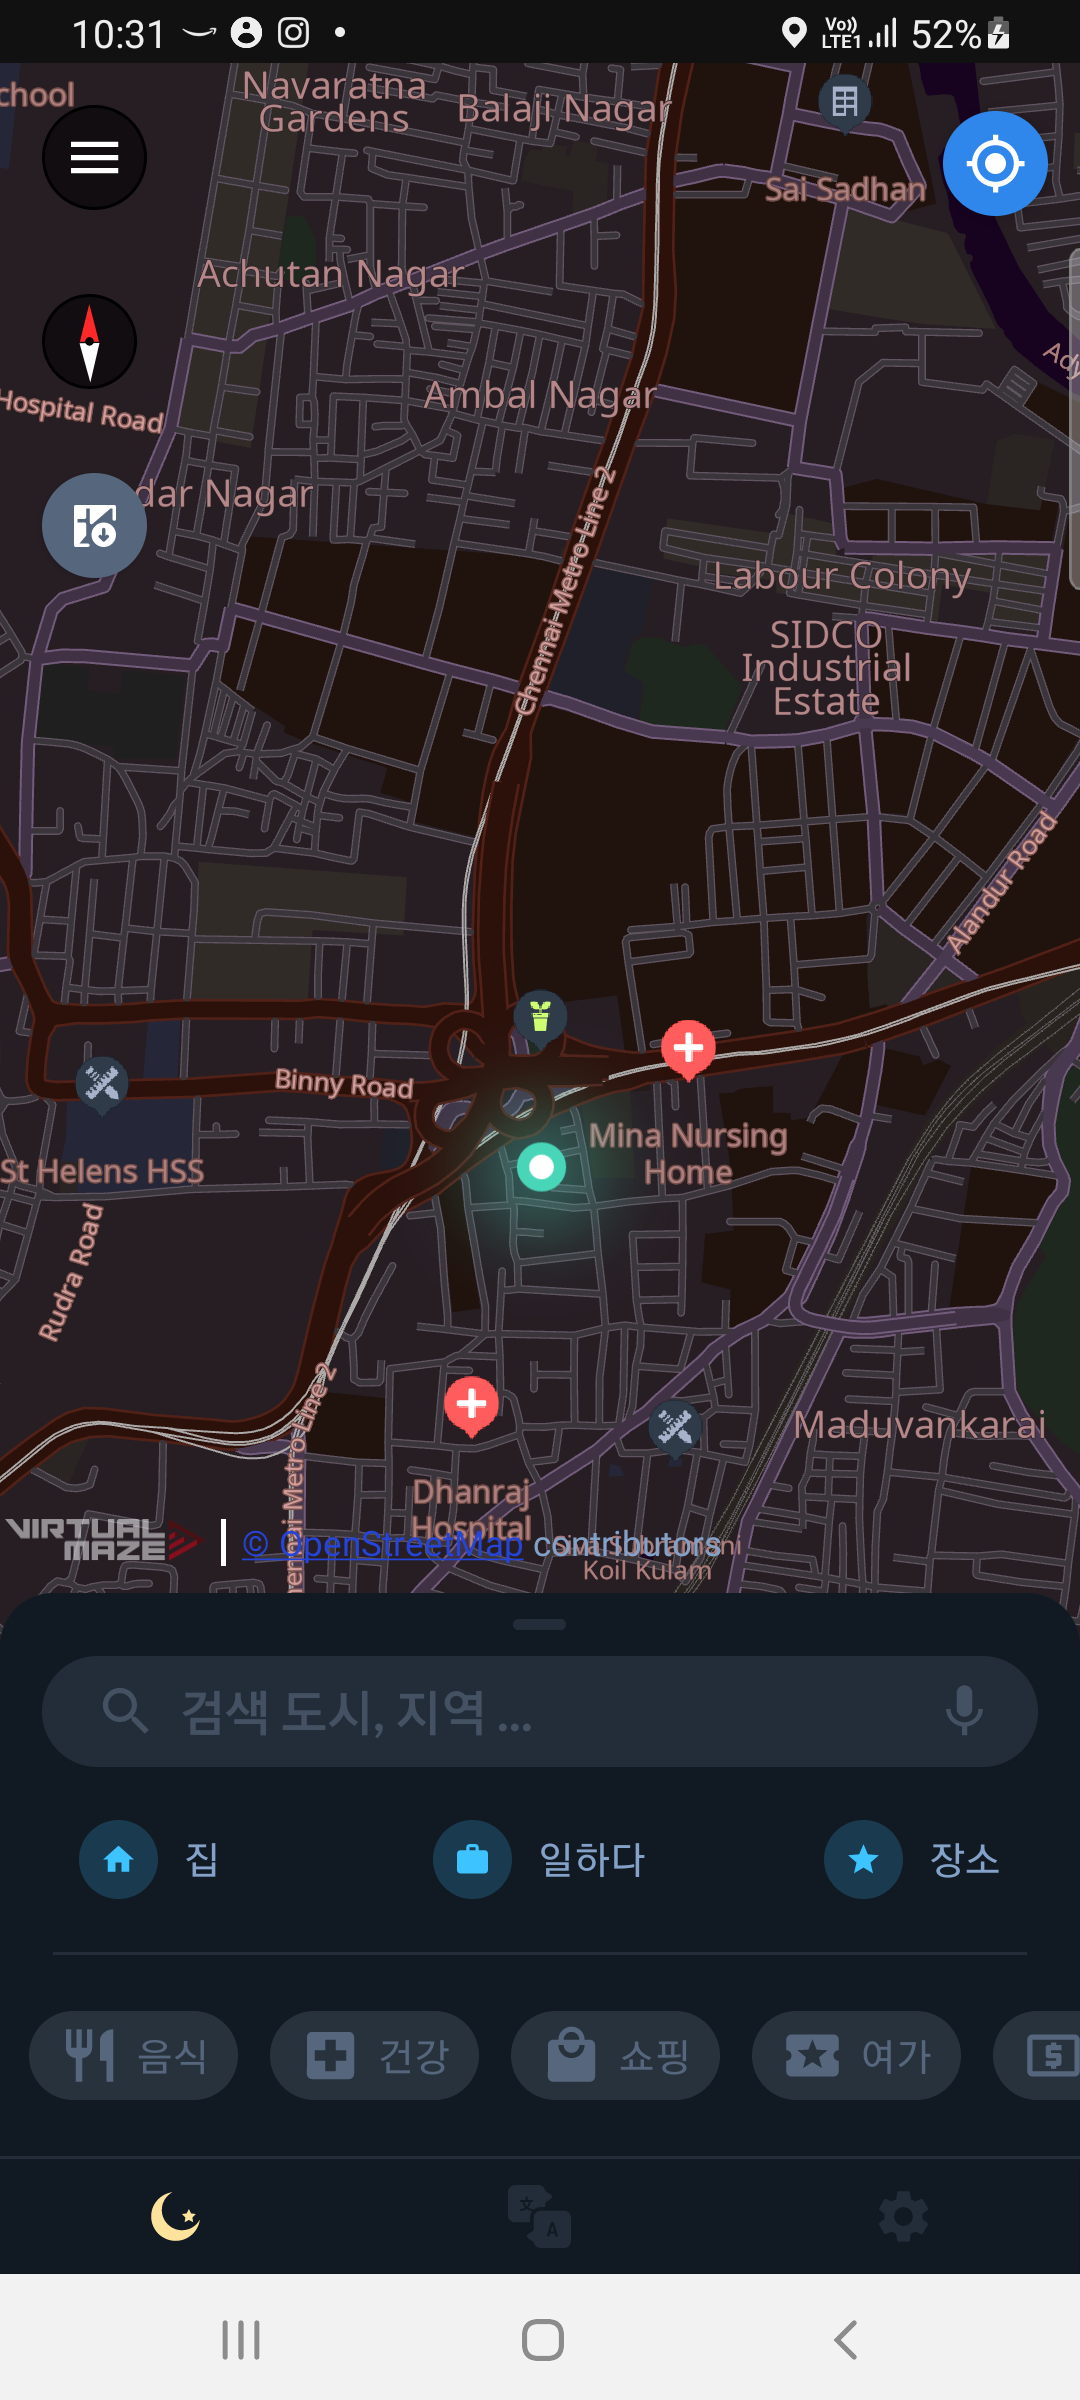 10:31
Vo))
LTE1
52%
chool
Navaratna
Gardens
Balaji Nagar
Sai Sadhan
Achutan Nagar
Ady
Ambal Nagar
Hospital Road
dar Nagar
Chennai Metro Line 2
Labour Colony
SIDCO
Industrial
Estate
Alandur Road
Binny Road
Mina Nursing
Home
St Helens HSS
Rudra Road
Chennai Metro Line 2
Maduvankarai
Dhanraj
Hospital
VIRTUAL
MAZE
© OpenStreetMap contributors
Koil Kulam
검색 도시, 지역 ...
집
일하다
장소
음식
건강
쇼핑
여가
$
文
A